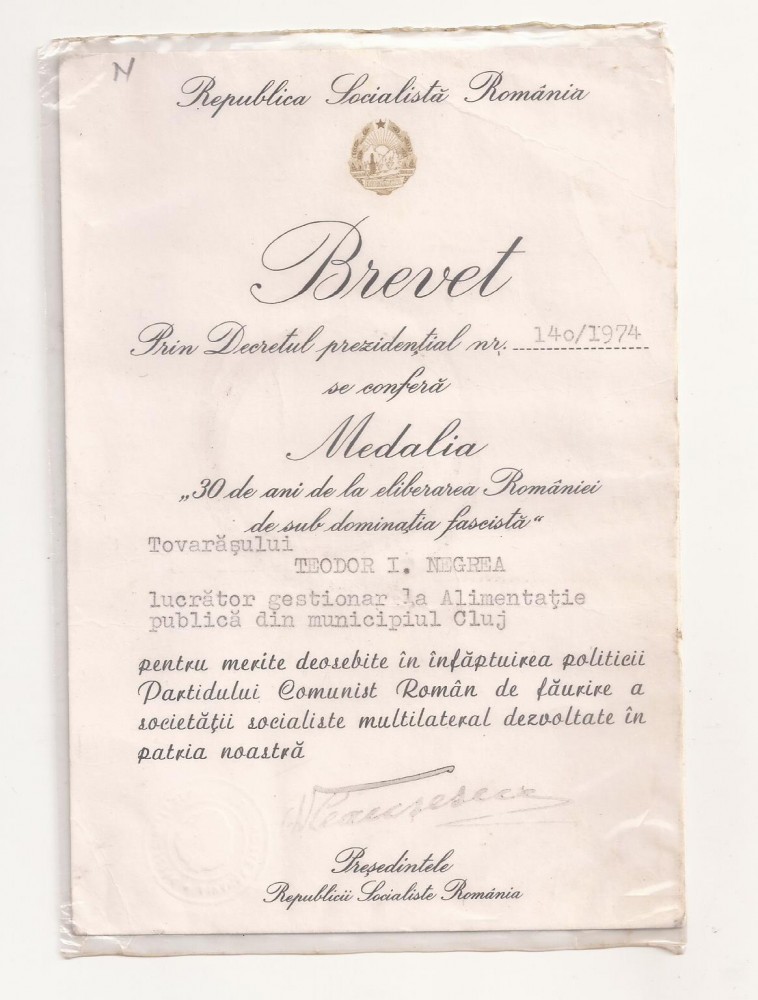 N
Republica Socialistă România
Brevet
Prin Decretul prezidențial nr. 14o/1974
se conferă
Medalia
„30 de ani de la eliberarea României
de sub dominația fascistă“
Tovarășului
TEODOR I. NEGREA
lucrător gestionar la Alimentație
publică din municipiul Cluj
pentru merite deosebite în înfăptuirea politicii
Partidului Comunist Român de făurire a
societății socialiste multilateral dezvoltate în
patria noastră
Președintele
Republicii Socialiste România